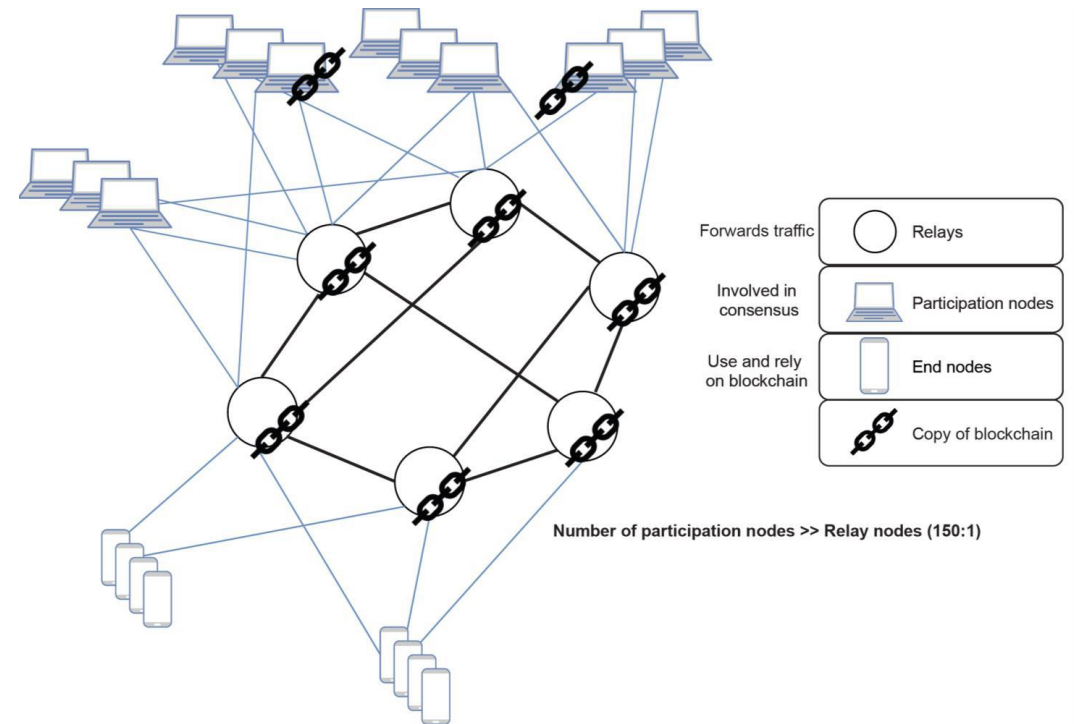 Forwards traffic
Relays
Involved in
consensus
Participation nodes
Use and rely
on blockchain
End nodes
Copy of blockchain
Number of participation nodes >> Relay nodes (150:1)